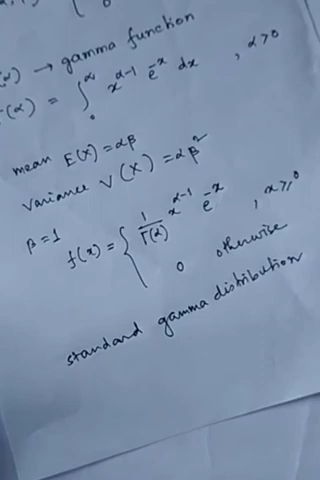 (α) → gamma function
Γ(α) = ∫₀^∞ x^(α-1) e^(-x) dx , α>0
mean E(X) = αβ
variance V(X) = αβ²
β=1
f(x) = { 1/Γ(α) x^(α-1) e^(-x) , x≥0
0 otherwise
standard gamma distribution